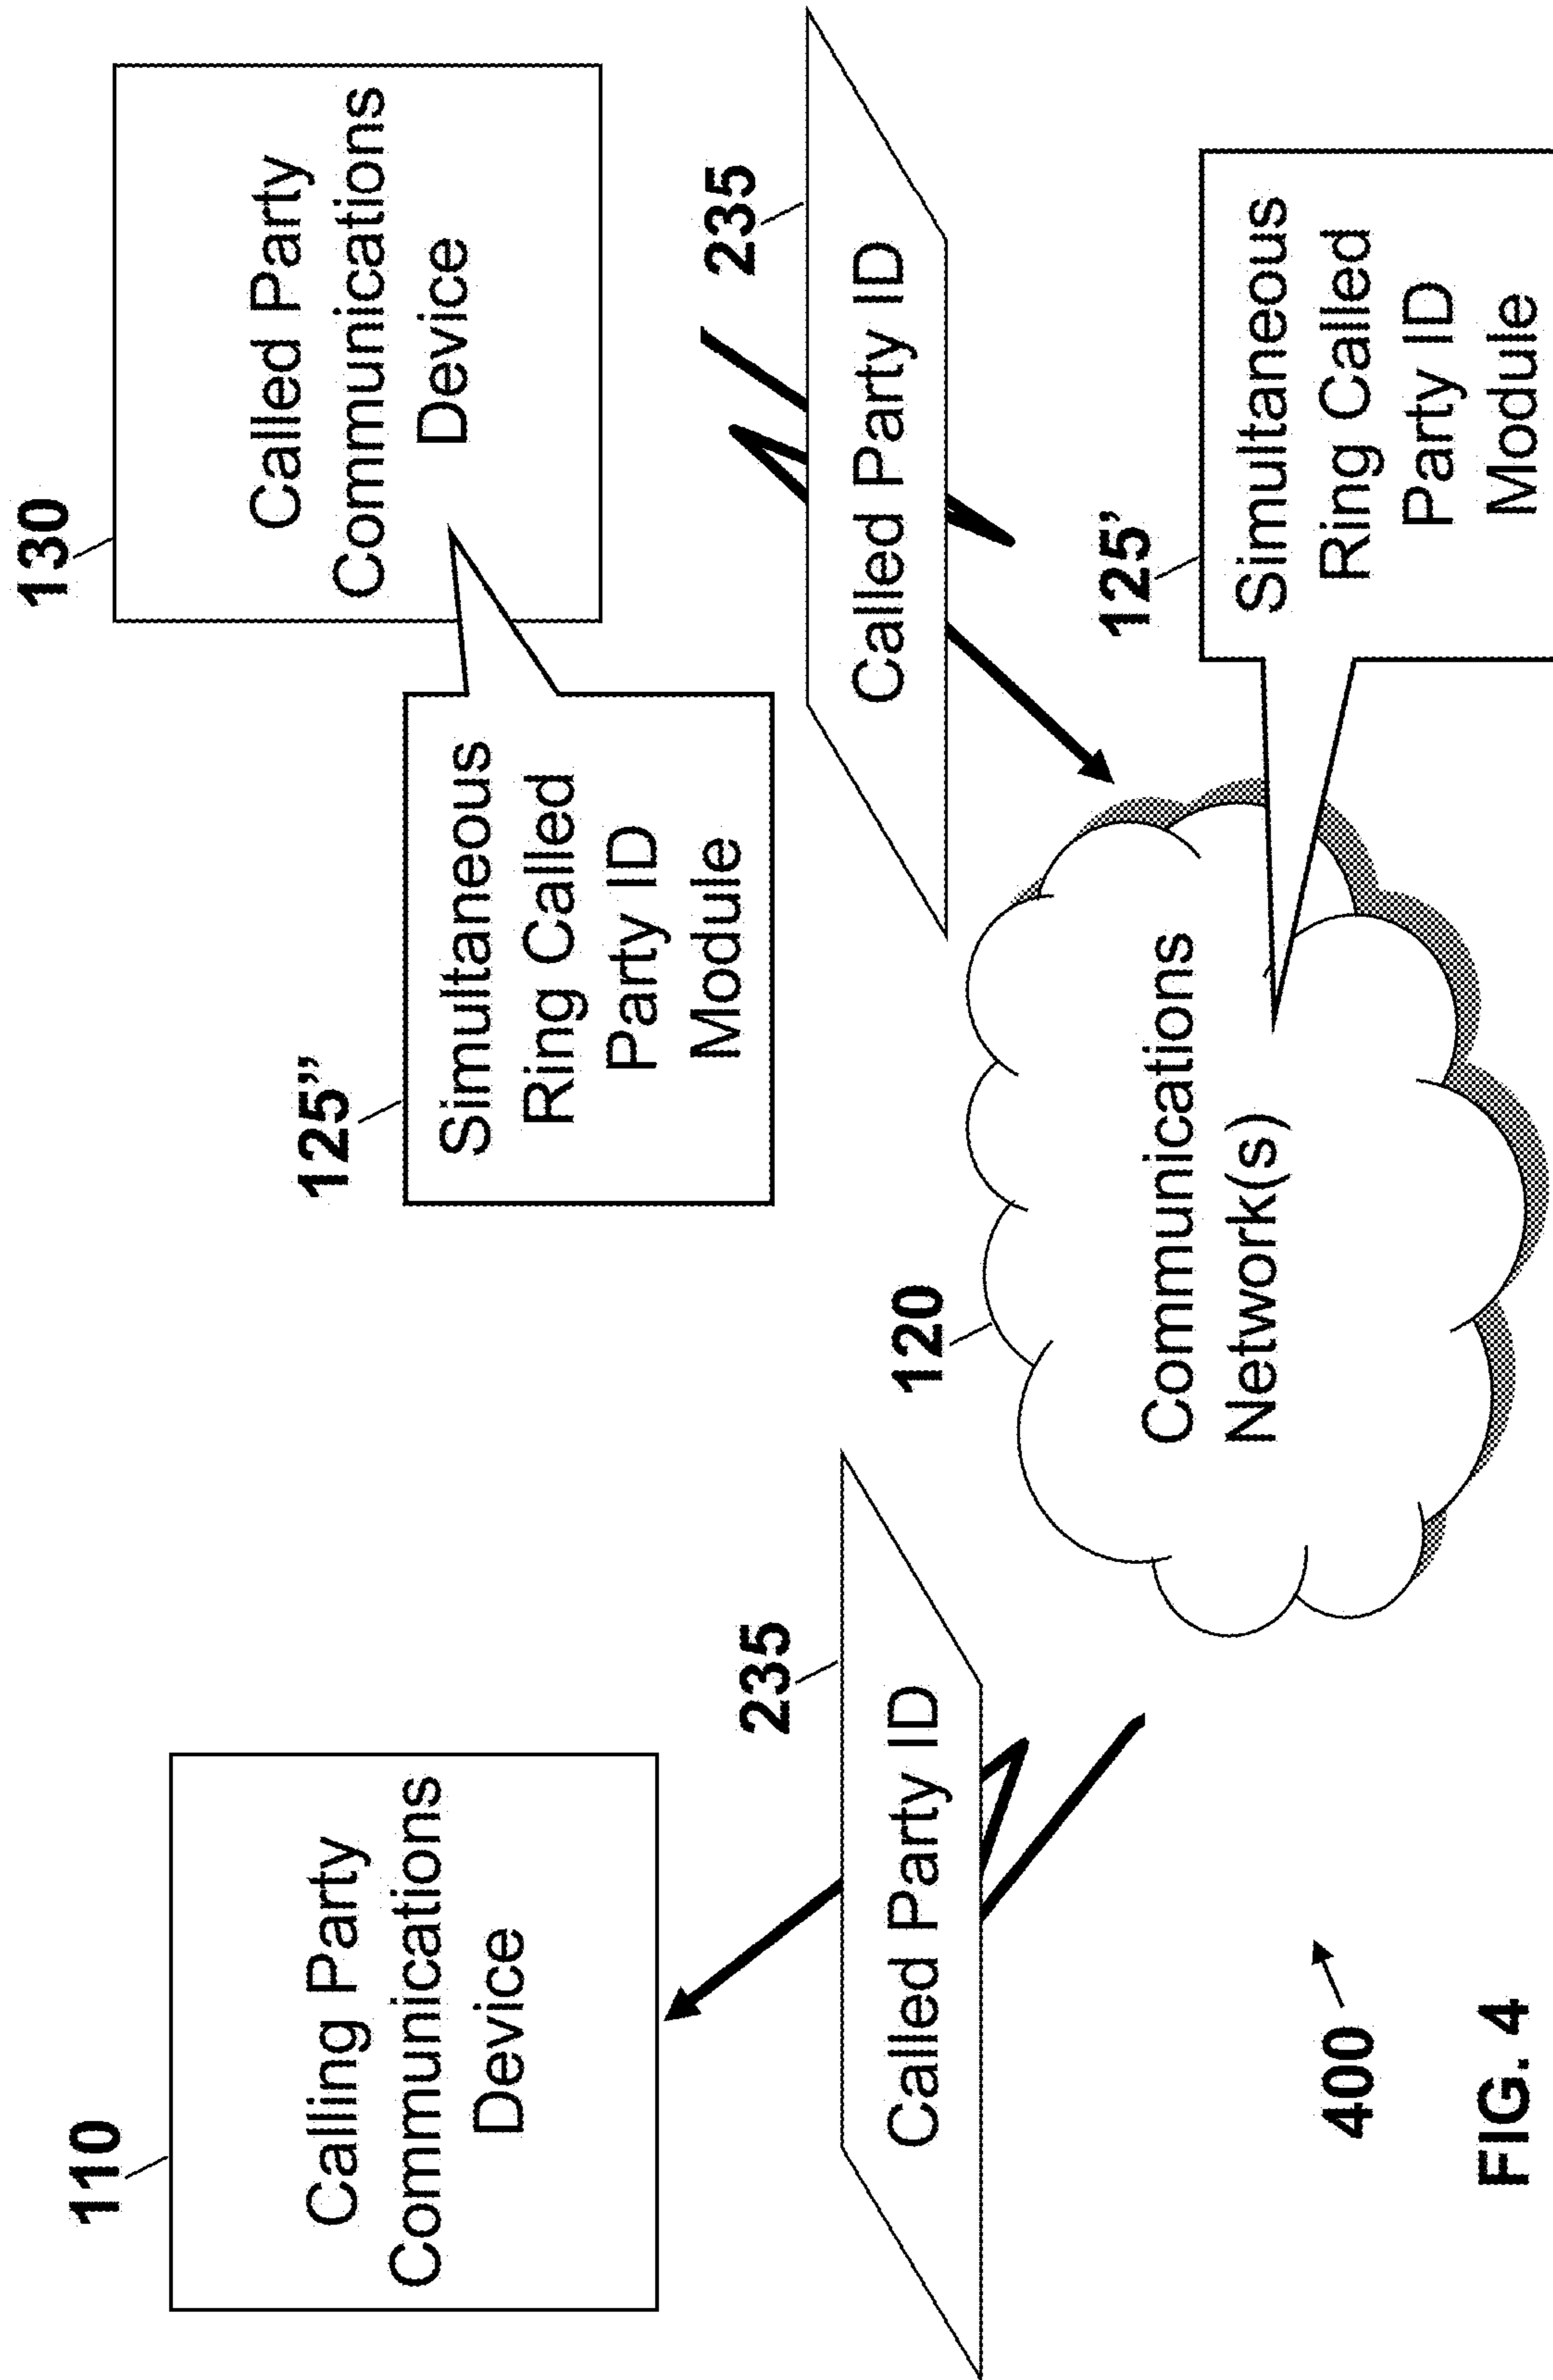 110
Calling Party
Communications
Device
130
Called Party
Communications
Device
125”
Simultaneous
Ring Called
Party ID
Module
235
Called Party ID
235
Called Party ID
120
Communications
Network(s)
125’
Simultaneous
Ring Called
Party ID
Module
400
FIG. 4